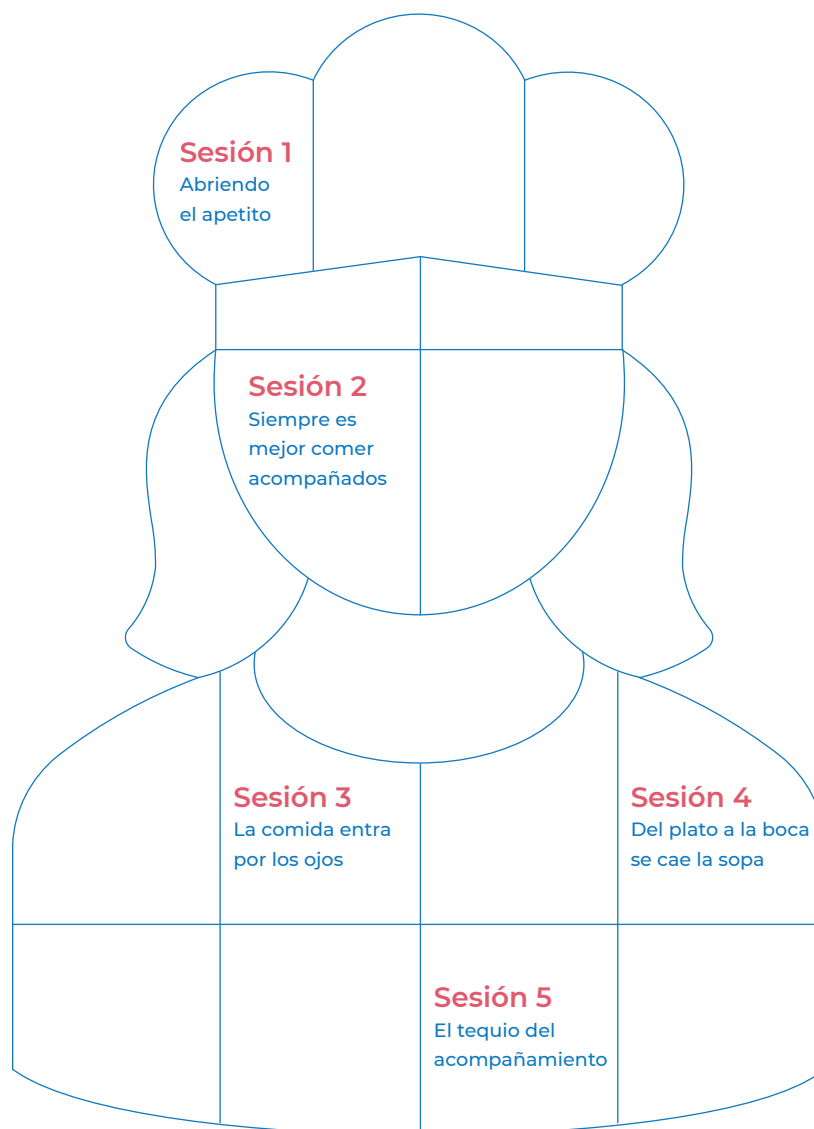 Sesión 1
Abriendo
el apetito
Sesión 2
Siempre es
mejor comer
acompañados
Sesión 3
La comida entra
por los ojos
Sesión 4
Del plato a la boca
se cae la sopa
Sesión 5
El tequio del
acompañamiento